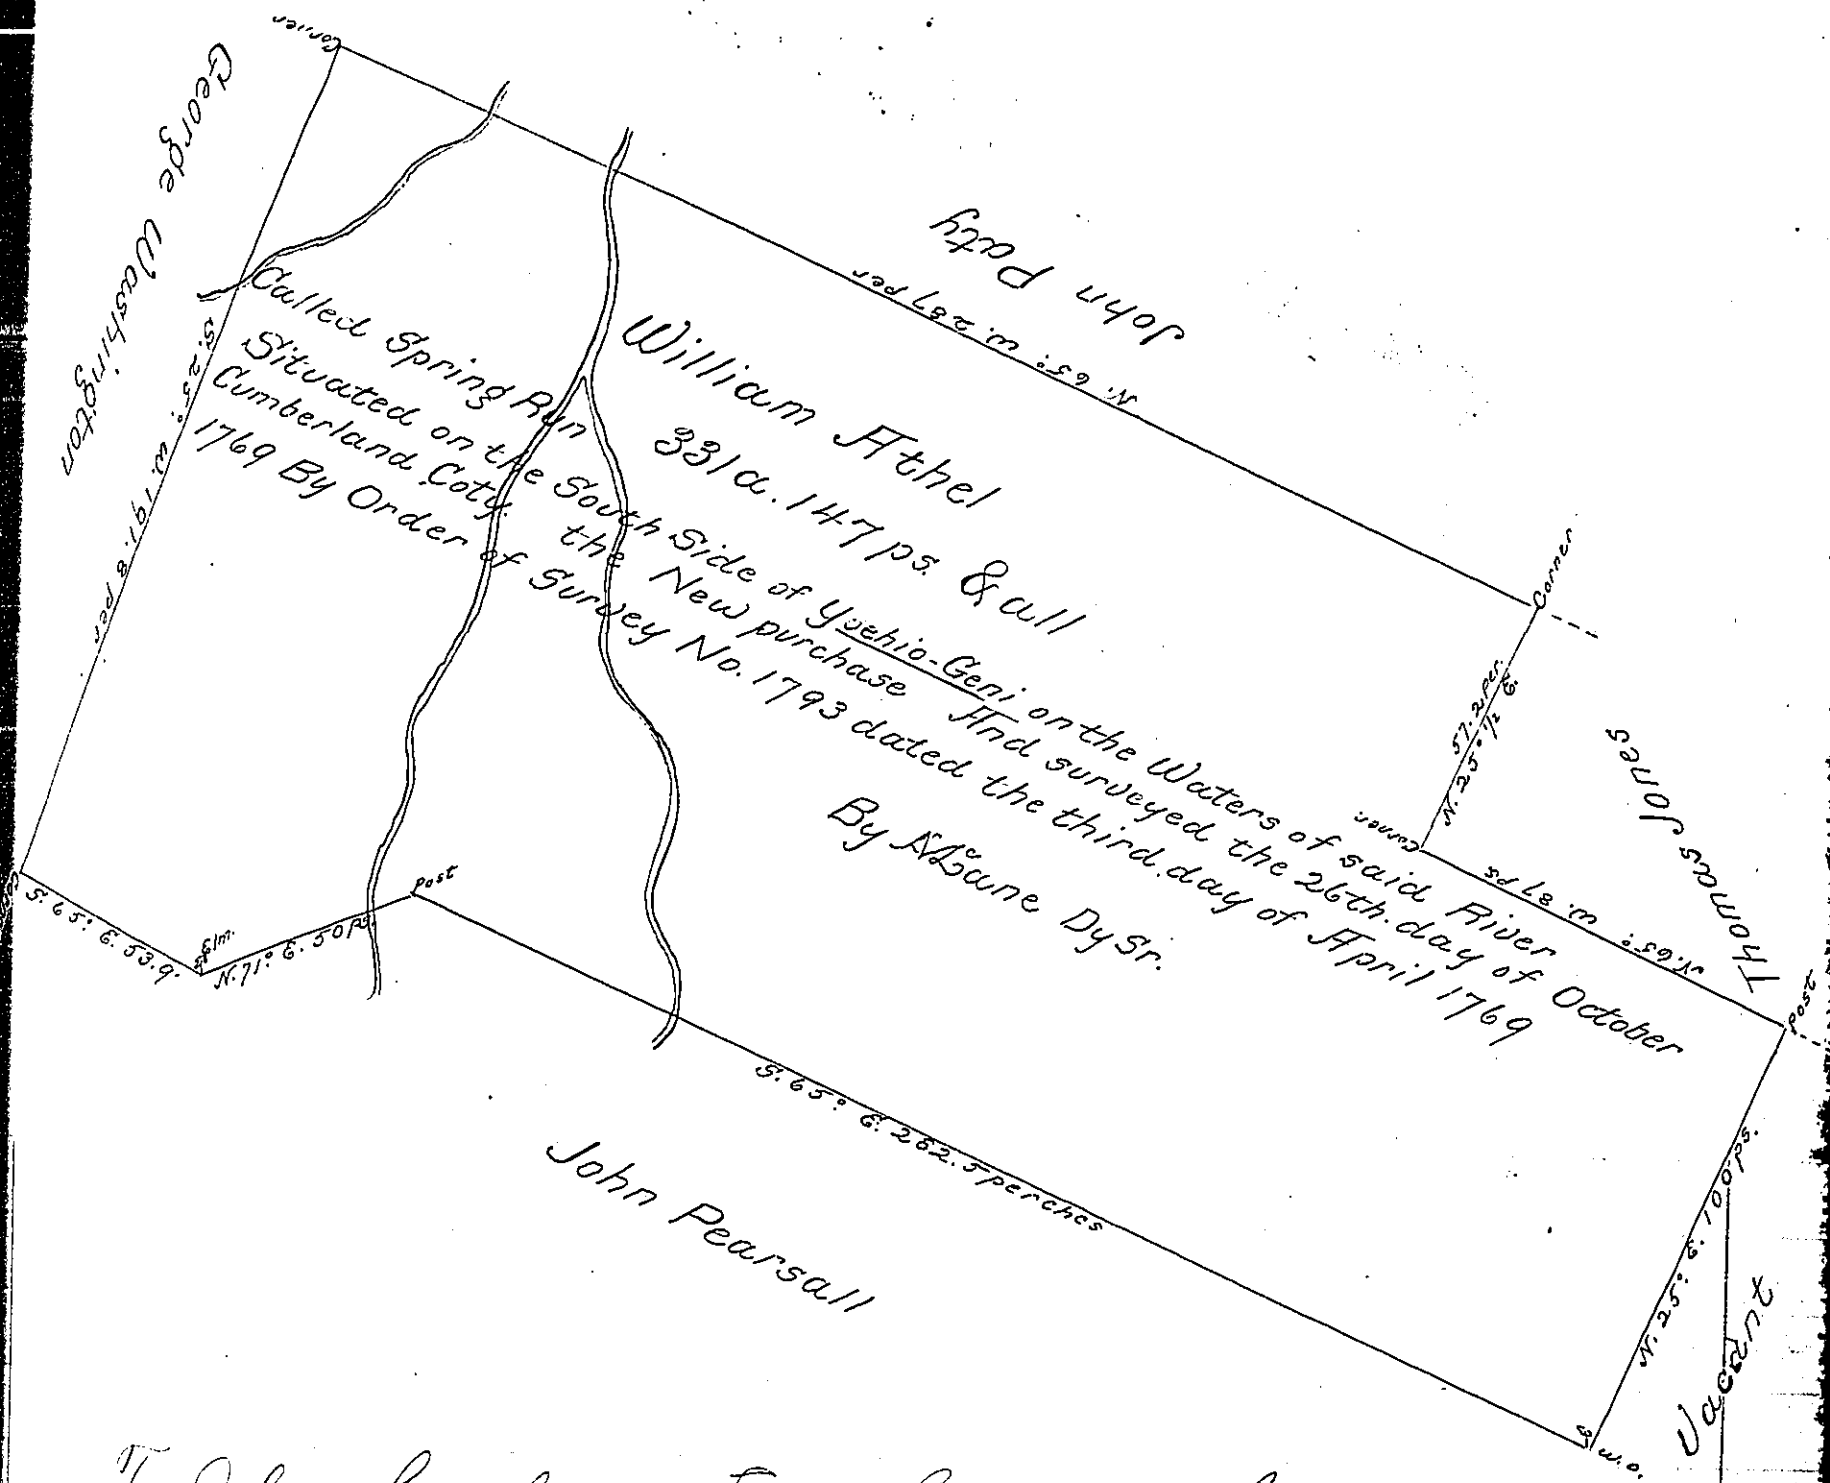 Corner
George Washington
S. 25° W. 191.8 per
John Paty
N. 65° W. 287 per
William Athel
331 a. 147 ps. & all
Called Spring Run
Situated on the South Side of Yoehio-Geni on the Waters of said River
Cumberland Coty. the New purchase And surveyed the 26th. day of October
1769 By Order of Survey No. 1793 dated the third day of April 1769
By Dy Sr.
Corner
57.2 per.
N. 25° 1/2 E.
Corner
Thomas Jones
N. 65° W. 87 ps
Post
N. 25° E. 100 ps.
Vacant
W.O.
S. 65° E. 53.9.
Elm.
N. 71° E. 50 ps.
Post
S. 65° E. 262.5 perches
John Pearsall